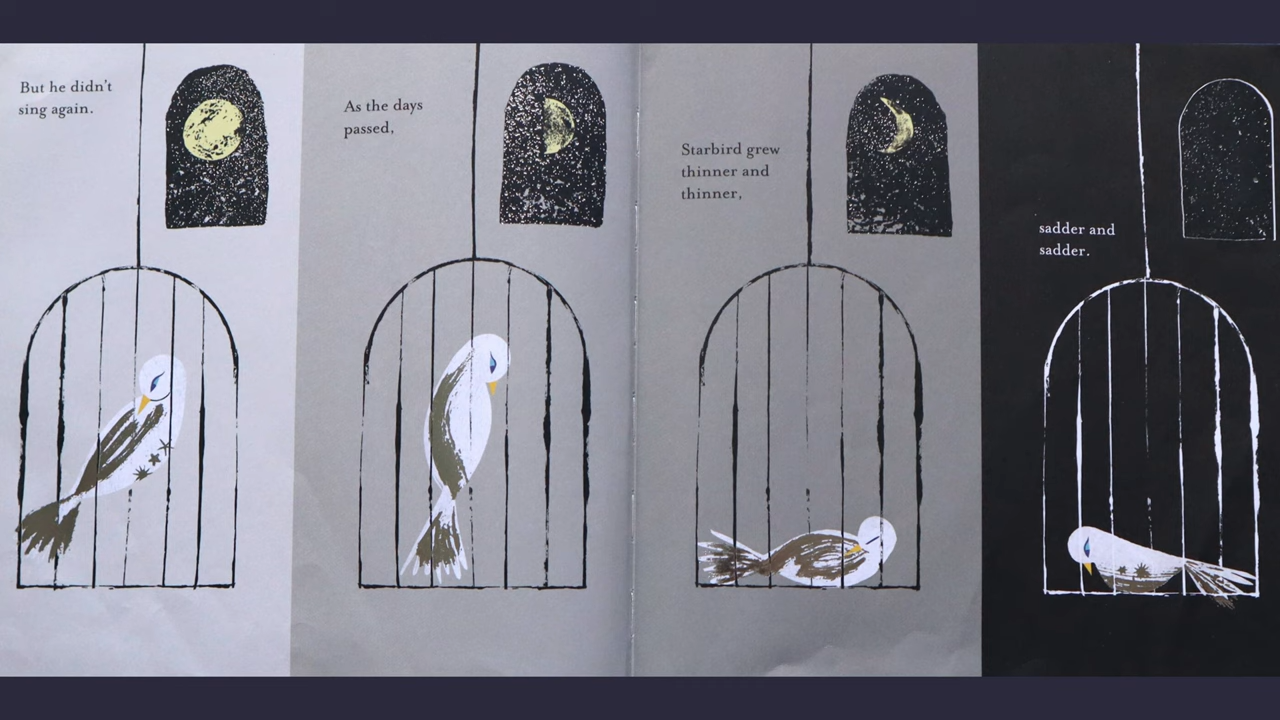 But he didn't
sing again.
As the days
passed,
Starbird grew
thinner and
thinner,
sadder and
sadder.